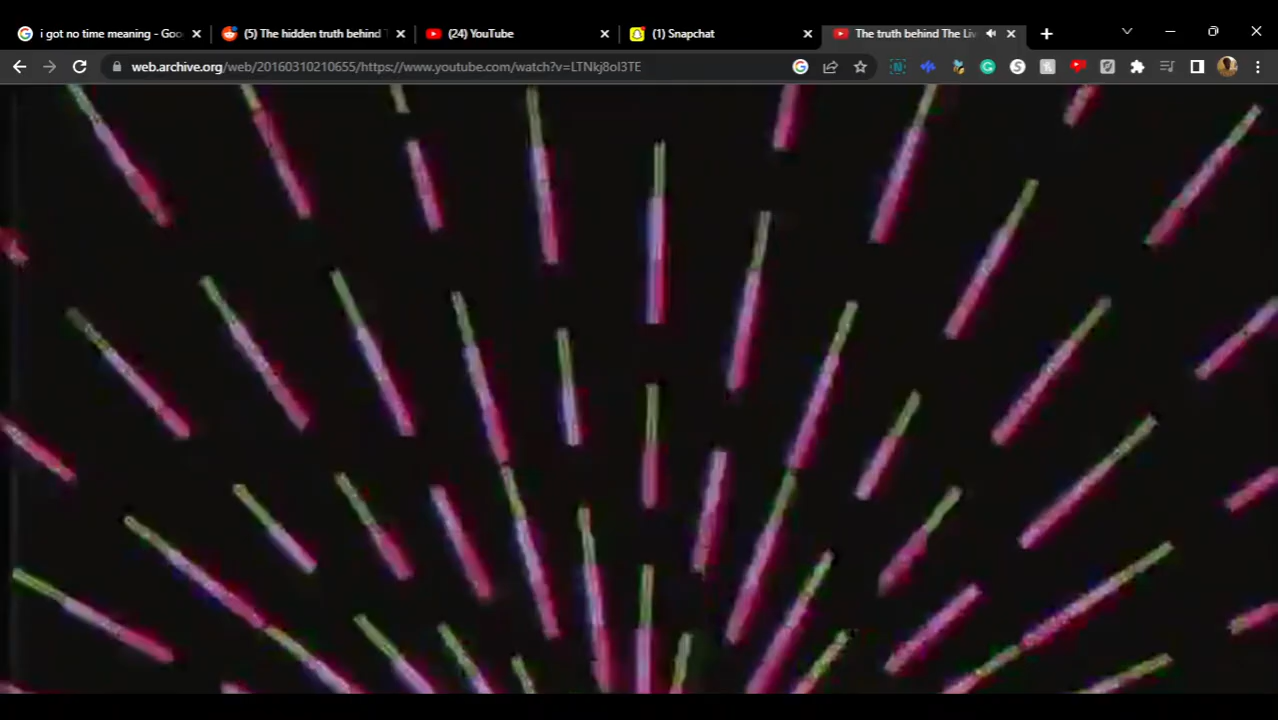 i got no time meaning - Goo
(5) The hidden truth behind T
(24) YouTube
(1) Snapchat
The truth behind The Liv
web.archive.org/web/20160310210655/https://www.youtube.com/watch?v=LTNkj8oI3TE